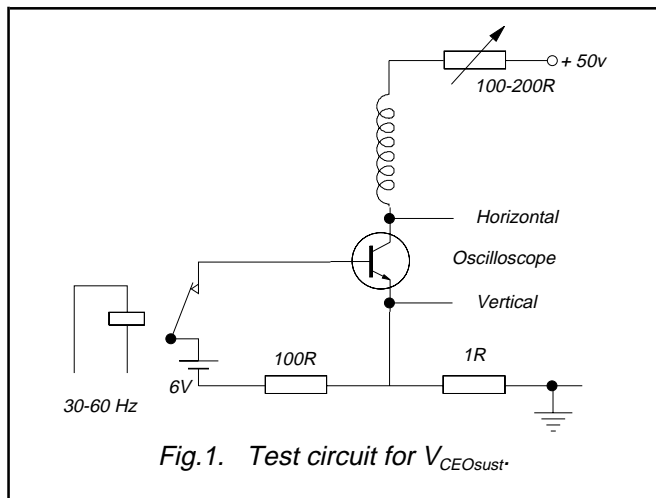 + 50v
100-200R
Horizontal
Oscilloscope
Vertical
100R
1R
6V
30-60 Hz
Fig.1. Test circuit for VCEOsust.